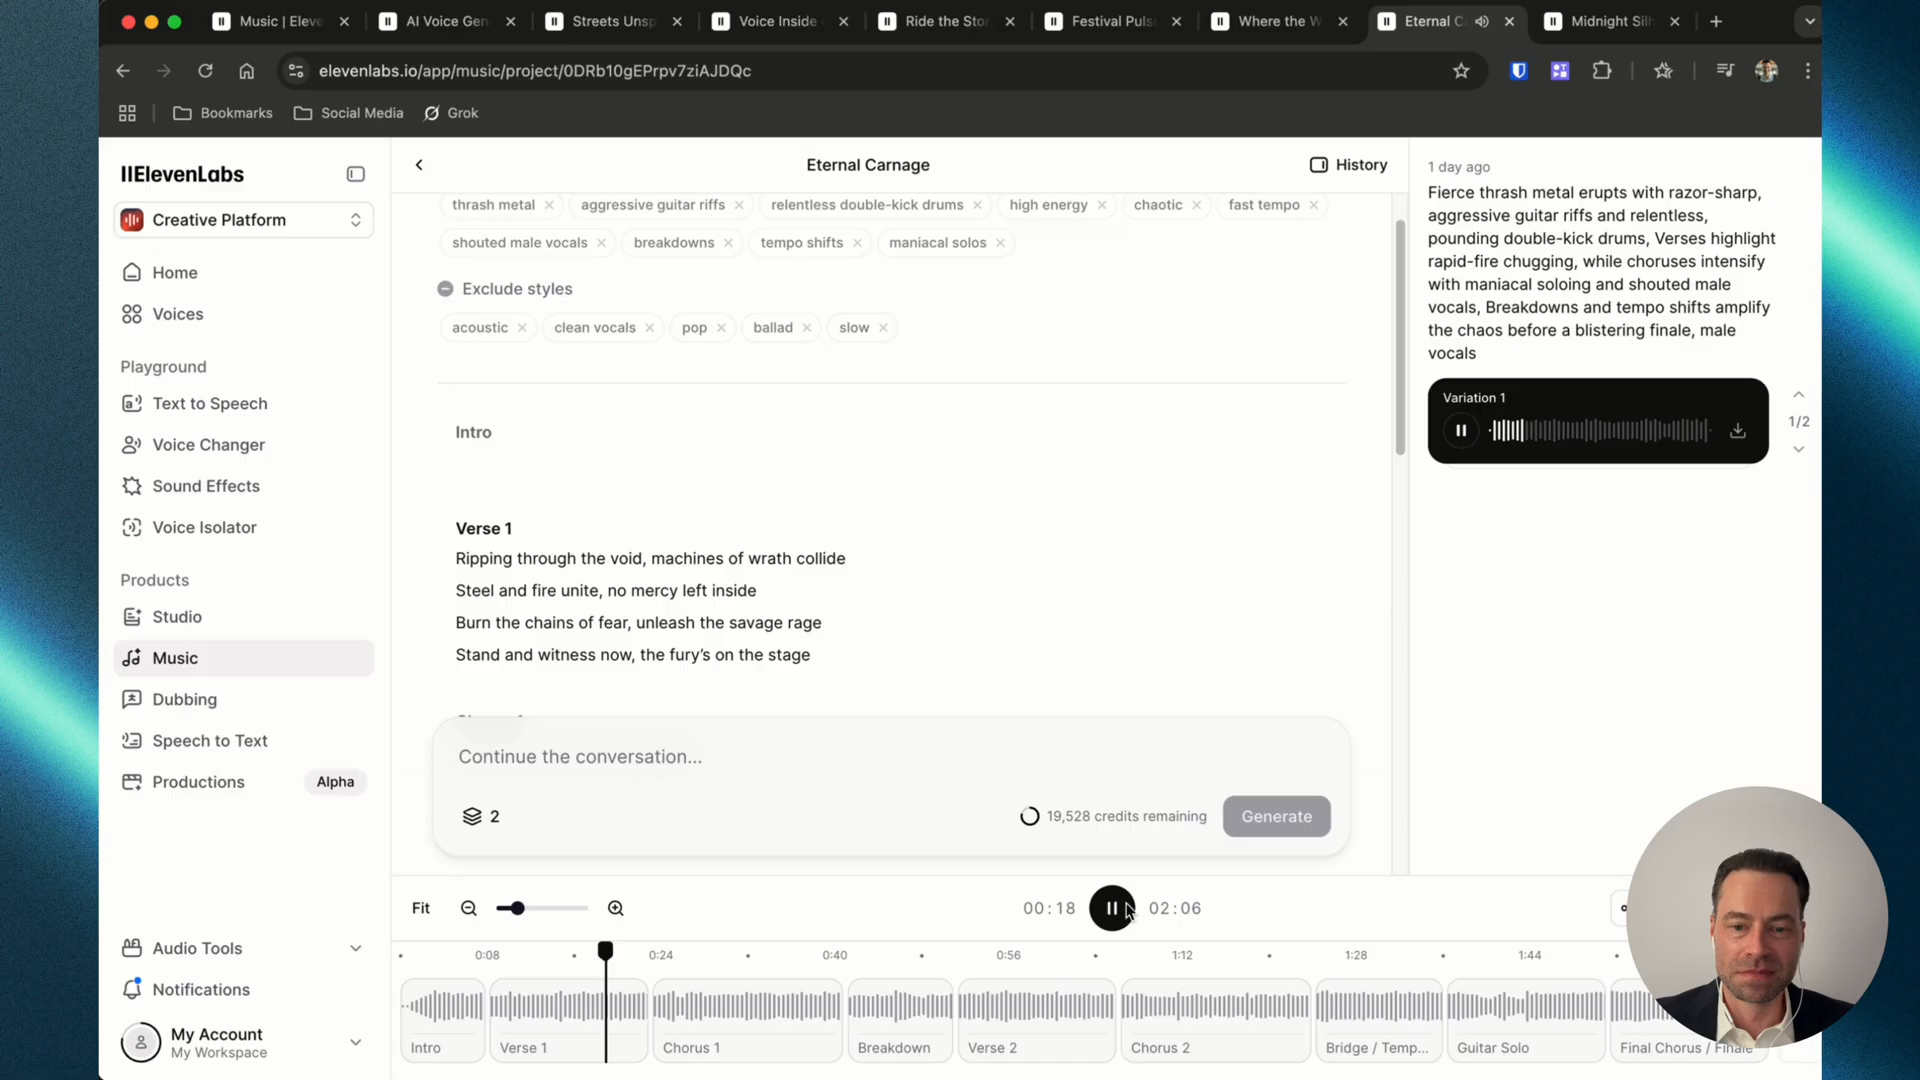 Music | Eleve
AI Voice Gen
Streets Unsp
Voice Inside
Ride the Stor
Festival Puls
Where the W
Eternal C
Midnight Silh
elevenlabs.io/app/music/project/0DRb10gEPrpv7ziAJDQc
Bookmarks
Social Media
Grok
IIElevenLabs
Creative Platform
Home
Voices
Playground
Text to Speech
Voice Changer
Sound Effects
Voice Isolator
Products
Studio
Music
Dubbing
Speech to Text
Productions
Alpha
Audio Tools
Notifications
My Account
My Workspace
Eternal Carnage
History
thrash metal
aggressive guitar riffs
relentless double-kick drums
high energy
chaotic
fast tempo
shouted male vocals
breakdowns
tempo shifts
maniacal solos
Exclude styles
acoustic
clean vocals
pop
ballad
slow
Intro
Verse 1
Ripping through the void, machines of wrath collide
Steel and fire unite, no mercy left inside
Burn the chains of fear, unleash the savage rage
Stand and witness now, the fury's on the stage
Continue the conversation...
2
19,528 credits remaining
Generate
1 day ago
Fierce thrash metal erupts with razor-sharp,
aggressive guitar riffs and relentless,
pounding double-kick drums, Verses highlight
rapid-fire chugging, while choruses intensify
with maniacal soloing and shouted male
vocals, Breakdowns and tempo shifts amplify
the chaos before a blistering finale, male
vocals
Variation 1
1/2
Fit
00:18
02:06
0:08
0:24
0:40
0:56
1:12
1:28
1:44
Intro
Verse 1
Chorus 1
Breakdown
Verse 2
Chorus 2
Bridge / Temp...
Guitar Solo
Final Chorus / Finale